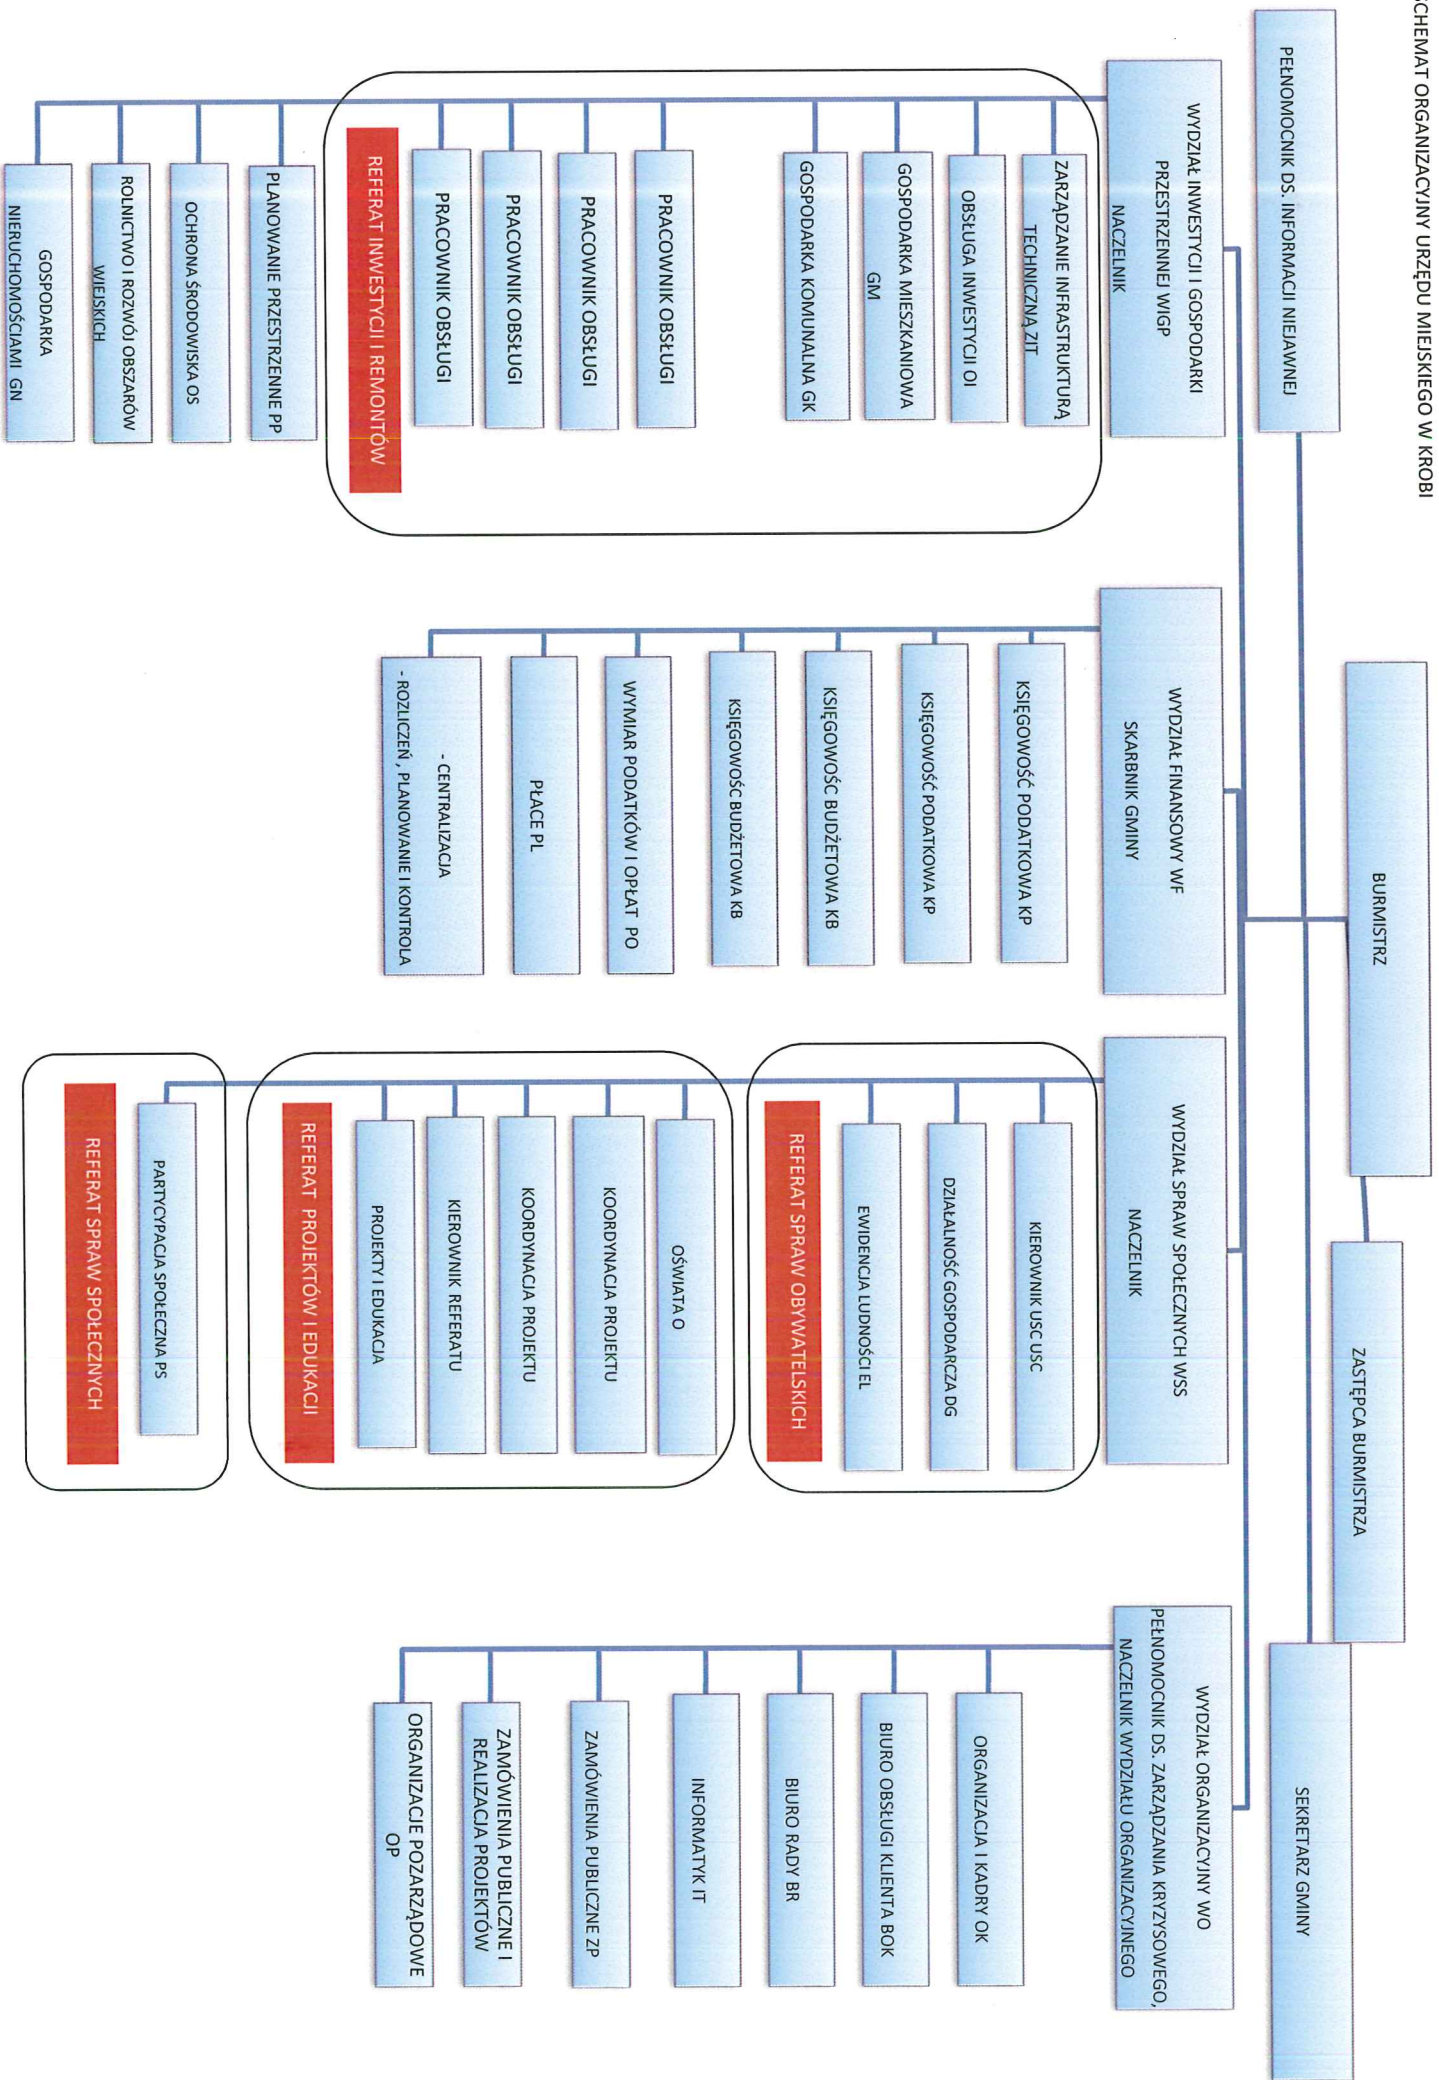 SCHEMAT ORGANIZACYJNY URZĘDU MIEJSKIEGO W KROBI
BURMISTRZ
ZASTĘPCA BURMISTRZA
PEŁNOMOCNIK DS. INFORMACJI NIEJAWNEJ
SEKRETARZ GMINY
WYDZIAŁ INWESTYCJI I GOSPODARKI
PRZESTRZENNEJ WIGP
NACZELNIK
ZARZĄDZANIE INFRASTRUKTURĄ
TECHNICZNĄ ZIT
OBSŁUGA INWESTYCJI OI
GOSPODARKA MIESZKANIOWA
GM
GOSPODARKA KOMUNALNA GK
PRACOWNIK OBSŁUGI
PRACOWNIK OBSŁUGI
PRACOWNIK OBSŁUGI
PRACOWNIK OBSŁUGI
REFERAT INWESTYCJI I REMONTÓW
PLANOWANIE PRZESTRZENNE PP
OCHRONA ŚRODOWISKA OS
ROLNICTWO I ROZWÓJ OBSZARÓW
WIEJSKICH
GOSPODARKA
NIERUCHOMOŚCIAMI GN
WYDZIAŁ FINANSOWY WF
SKARBNIK GMINY
KSIĘGOWOŚĆ PODATKOWA KP
KSIĘGOWOŚĆ PODATKOWA KP
KSIĘGOWOŚC BUDŻETOWA KB
KSIĘGOWOŚC BUDŻETOWA KB
WYMIAR PODATKÓW I OPŁAT PO
PŁACE PL
- CENTRALIZACJA
- ROZLICZEŃ , PLANOWANIE I KONTROLA
WYDZIAŁ SPRAW SPOŁECZNYCH WSS
NACZELNIK
KIEROWNIK USC USC
DZIAŁALNOŚĆ GOSPODARCZA DG
EWIDENCJA LUDNOŚCI EL
REFERAT SPRAW OBYWATELSKICH
OŚWIATA O
KOORDYNACJA PROJEKTU
KOORDYNACJA PROJEKTU
KIEROWNIK REFERATU
PROJEKTY I EDUKACJA
REFERAT PROJEKTÓW I EDUKACJI
PARTYCYPACJA SPOŁECZNA PS
REFERAT SPRAW SPOŁECZNYCH
WYDZIAŁ ORGANIZACYJNY WO
PEŁNOMOCNIK DS. ZARZĄDZANIA KRYZYSOWEGO,
NACZELNIK WYDZIAŁU ORGANIZACYJNEGO
ORGANIZACJA I KADRY OK
BIURO OBSŁUGI KLIENTA BOK
BIURO RADY BR
INFORMATYK IT
ZAMÓWIENIA PUBLICZNE ZP
ZAMÓWIENIA PUBLICZNE I
REALIZACJA PROJEKTÓW
ORGANIZACJE POZARZĄDOWE
OP